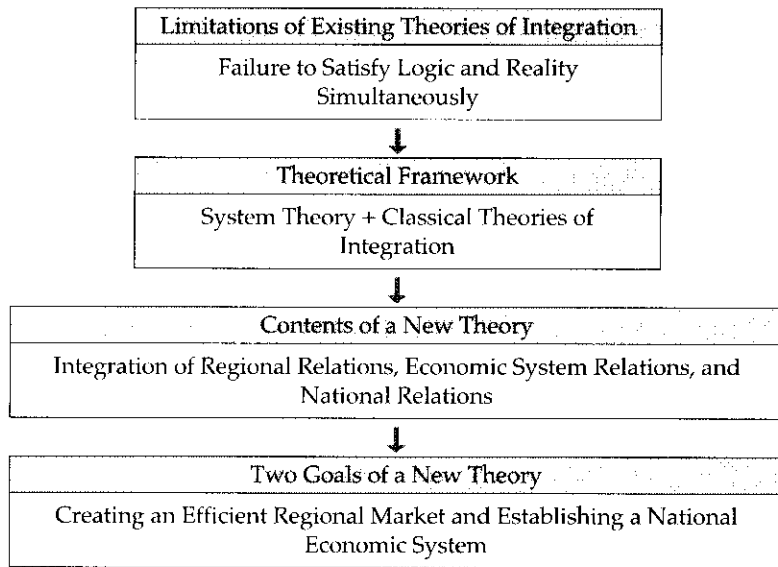 Limitations of Existing Theories of Integration
Failure to Satisfy Logic and Reality
Simultaneously
Theoretical Framework
System Theory + Classical Theories of
Integration
Contents of a New Theory
Integration of Regional Relations, Economic System Relations, and
National Relations
Two Goals of a New Theory
Creating an Efficient Regional Market and Establishing a National
Economic System